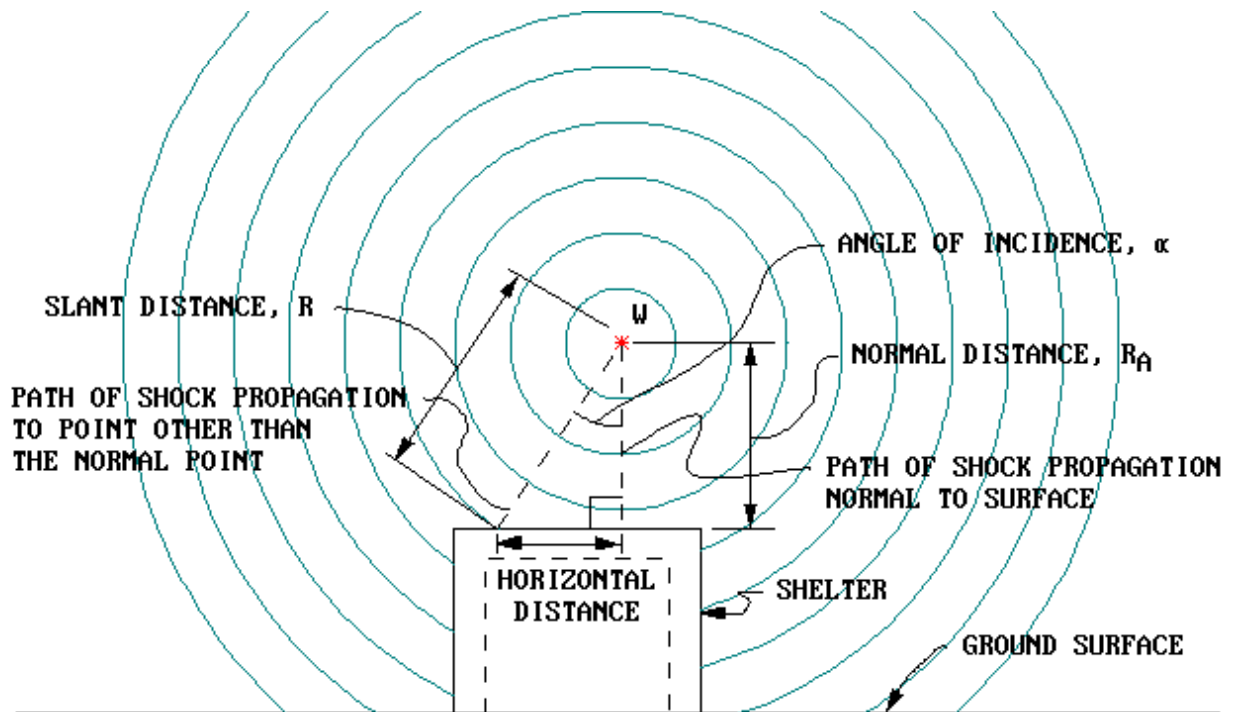 ANGLE OF INCIDENCE, α
SLANT DISTANCE, R
W
NORMAL DISTANCE, RA
PATH OF SHOCK PROPAGATION
TO POINT OTHER THAN
THE NORMAL POINT
PATH OF SHOCK PROPAGATION
NORMAL TO SURFACE
HORIZONTAL
DISTANCE
SHELTER
GROUND SURFACE